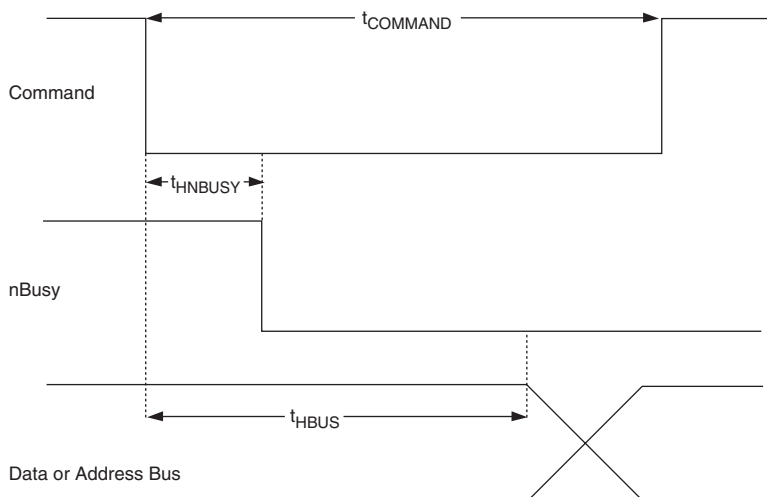 tCOMMAND
Command
tHNBUSY
nBusy
tHBUS
Data or Address Bus